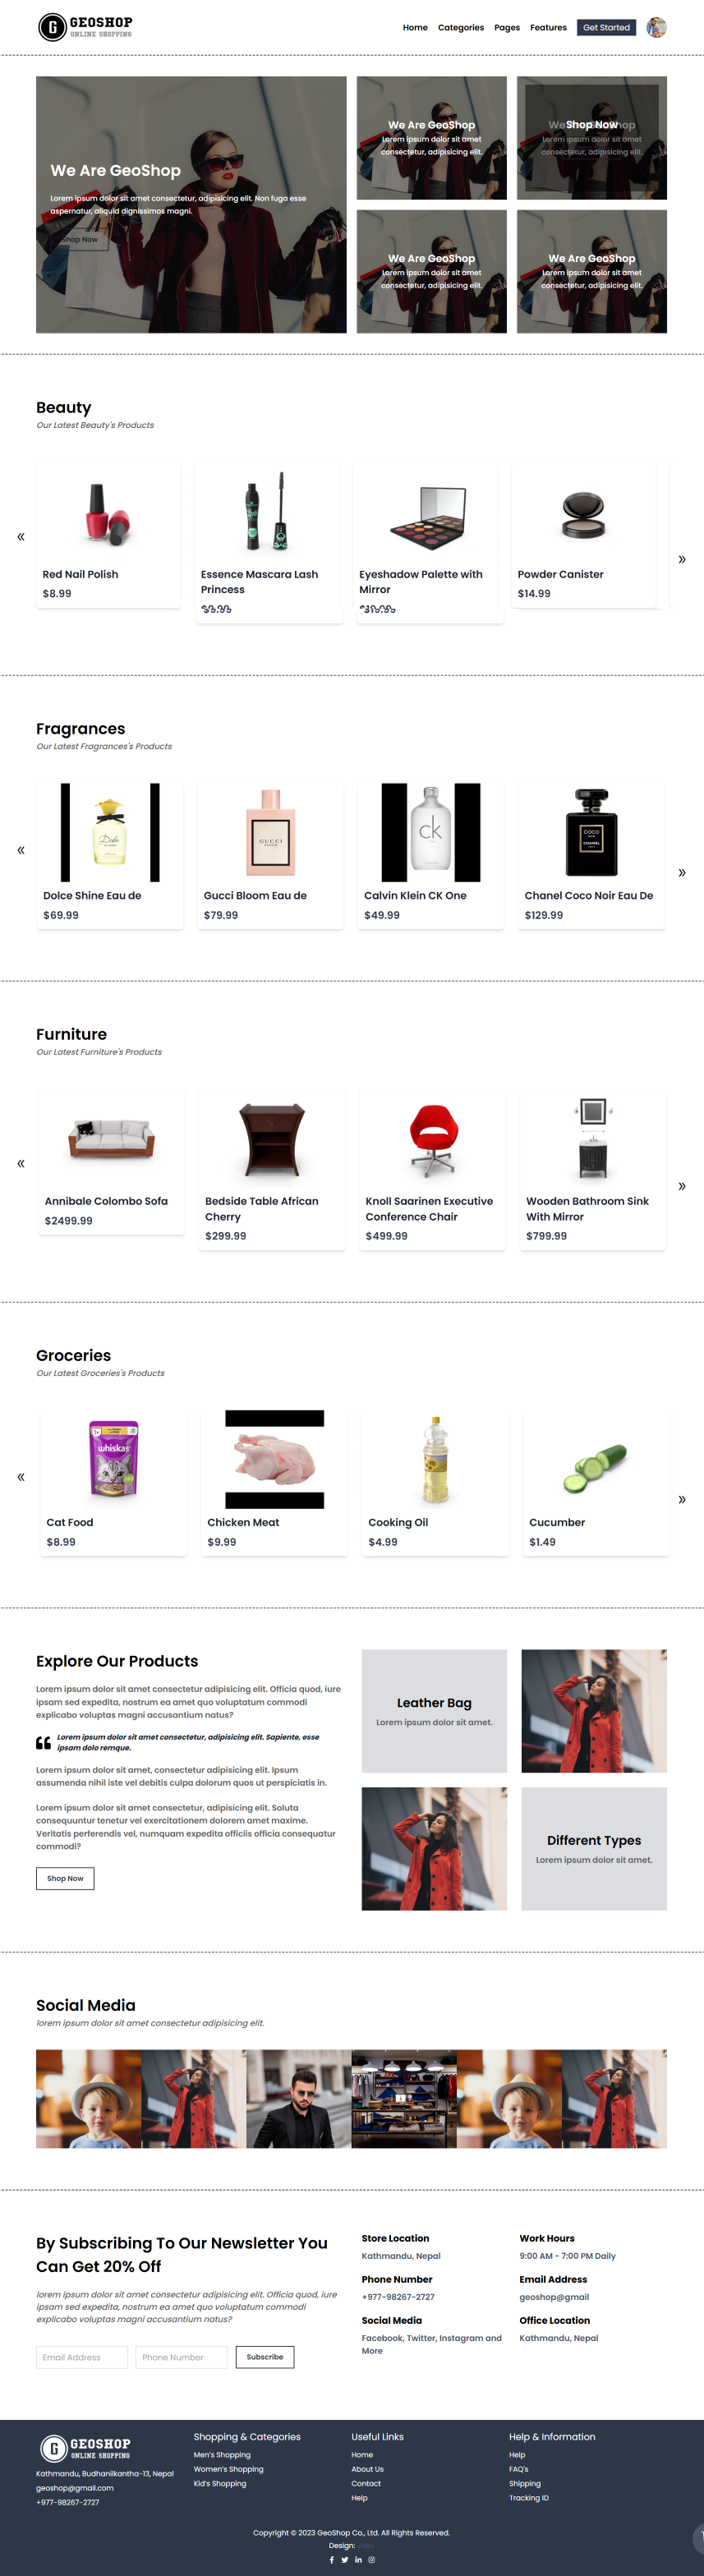 GEOSHOP
ONLINE SHOPPING
Home Categories Pages Features Get Started
We Are GeoShop
Lorem ipsum dolor sit amet consectetur, adipisicing elit. Non fuga esse
aspernatur, aliquid dignissimos magni.
Shop Now
We Are GeoShop
Lorem ipsum dolor sit amet
consectetur, adipisicing elit.
We Are GeoShop
Shop Now
Lorem ipsum dolor sit amet
consectetur, adipisicing elit.
We Are GeoShop
Lorem ipsum dolor sit amet
consectetur, adipisicing elit.
We Are GeoShop
Lorem ipsum dolor sit amet
consectetur, adipisicing elit.
Beauty
Our Latest Beauty's Products
«
Red Nail Polish
$8.99
Essence Mascara Lash
Princess
Eyeshadow Palette with
Mirror
Powder Canister
$14.99
»
Fragrances
Our Latest Fragrances's Products
«
Dolce Shine Eau de
$69.99
GUCCI
Gucci Bloom Eau de
$79.99
ck
Calvin Klein CK One
$49.99
COCO
CHANEL
Chanel Coco Noir Eau De
$129.99
»
Furniture
Our Latest Furniture's Products
«
Annibale Colombo Sofa
$2499.99
Bedside Table African
Cherry
$299.99
Knoll Saarinen Executive
Conference Chair
$499.99
Wooden Bathroom Sink
With Mirror
$799.99
»
Groceries
Our Latest Groceries's Products
«
whiskas
Cat Food
$8.99
Chicken Meat
$9.99
Cooking Oil
$4.99
Cucumber
$1.49
»
Explore Our Products
Lorem ipsum dolor sit amet consectetur adipisicing elit. Officia quod, iure
ipsam sed expedita, nostrum ea amet quo voluptatum commodi
explicabo voluptas magni accusantium natus?
Lorem ipsum dolor sit amet consectetur, adipisicing elit. Sapiente, esse
ipsam dolo remque.
Lorem ipsum dolor sit amet, consectetur adipisicing elit. Ipsum
assumenda nihil iste vel debitis culpa dolorum quos ut perspiciatis in.
Lorem ipsum dolor sit amet consectetur, adipisicing elit. Soluta
consequuntur tenetur vel exercitationem dolorem amet maxime.
Veritatis perferendis vel, numquam expedita officiis officia consequatur
commodi?
Shop Now
Leather Bag
Lorem ipsum dolor sit amet.
Different Types
Lorem ipsum dolor sit amet.
Social Media
lorem ipsum dolor sit amet consectetur adipisicing elit.
By Subscribing To Our Newsletter You
Can Get 20% Off
lorem ipsum dolor sit amet consectetur adipisicing elit. Officia quod, iure
ipsam sed expedita, nostrum ea amet quo voluptatum commodi
explicabo voluptas magni accusantium natus?
Email Address
Phone Number
Subscribe
Store Location
Kathmandu, Nepal
Work Hours
9:00 AM - 7:00 PM Daily
Phone Number
+977-98267-2727
Email Address
geoshop@gmail
Social Media
Facebook, Twitter, Instagram and
More
Office Location
Kathmandu, Nepal
GEOSHOP
ONLINE SHOPPING
Kathmandu, Budhanilkantha-13, Nepal
geoshop@gmail.com
+977-98267-2727
Shopping & Categories
Men's Shopping
Women's Shopping
Kid's Shopping
Useful Links
Home
About Us
Contact
Help
Help & Information
Help
FAQ's
Shipping
Tracking ID
Copyright © 2023 GeoShop Co., Ltd. All Rights Reserved.
Design: